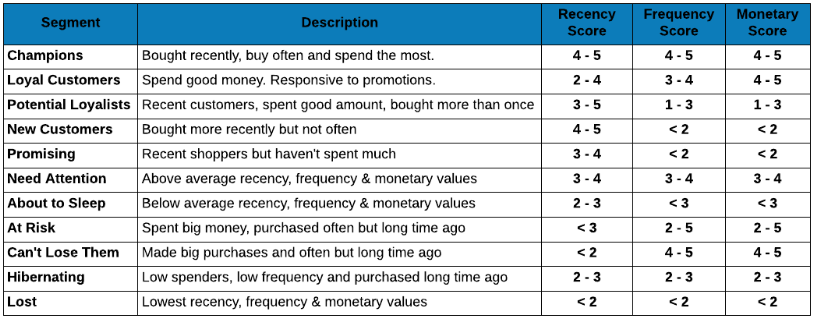 Segment Description Recency Score Frequency Score Monetary Score
Champions Bought recently, buy often and spend the most. 4 - 5 4 - 5 4 - 5
Loyal Customers Spend good money. Responsive to promotions. 2 - 4 3 - 4 4 - 5
Potential Loyalists Recent customers, spent good amount, bought more than once 3 - 5 1 - 3 1 - 3
New Customers Bought more recently but not often 4 - 5 < 2 < 2
Promising Recent shoppers but haven't spent much 3 - 4 < 2 < 2
Need Attention Above average recency, frequency & monetary values 3 - 4 3 - 4 3 - 4
About to Sleep Below average recency, frequency & monetary values 2 - 3 < 3 < 3
At Risk Spent big money, purchased often but long time ago < 3 2 - 5 2 - 5
Can't Lose Them Made big purchases and often but long time ago < 2 4 - 5 4 - 5
Hibernating Low spenders, low frequency and purchased long time ago 2 - 3 2 - 3 2 - 3
Lost Lowest recency, frequency & monetary values < 2 < 2 < 2